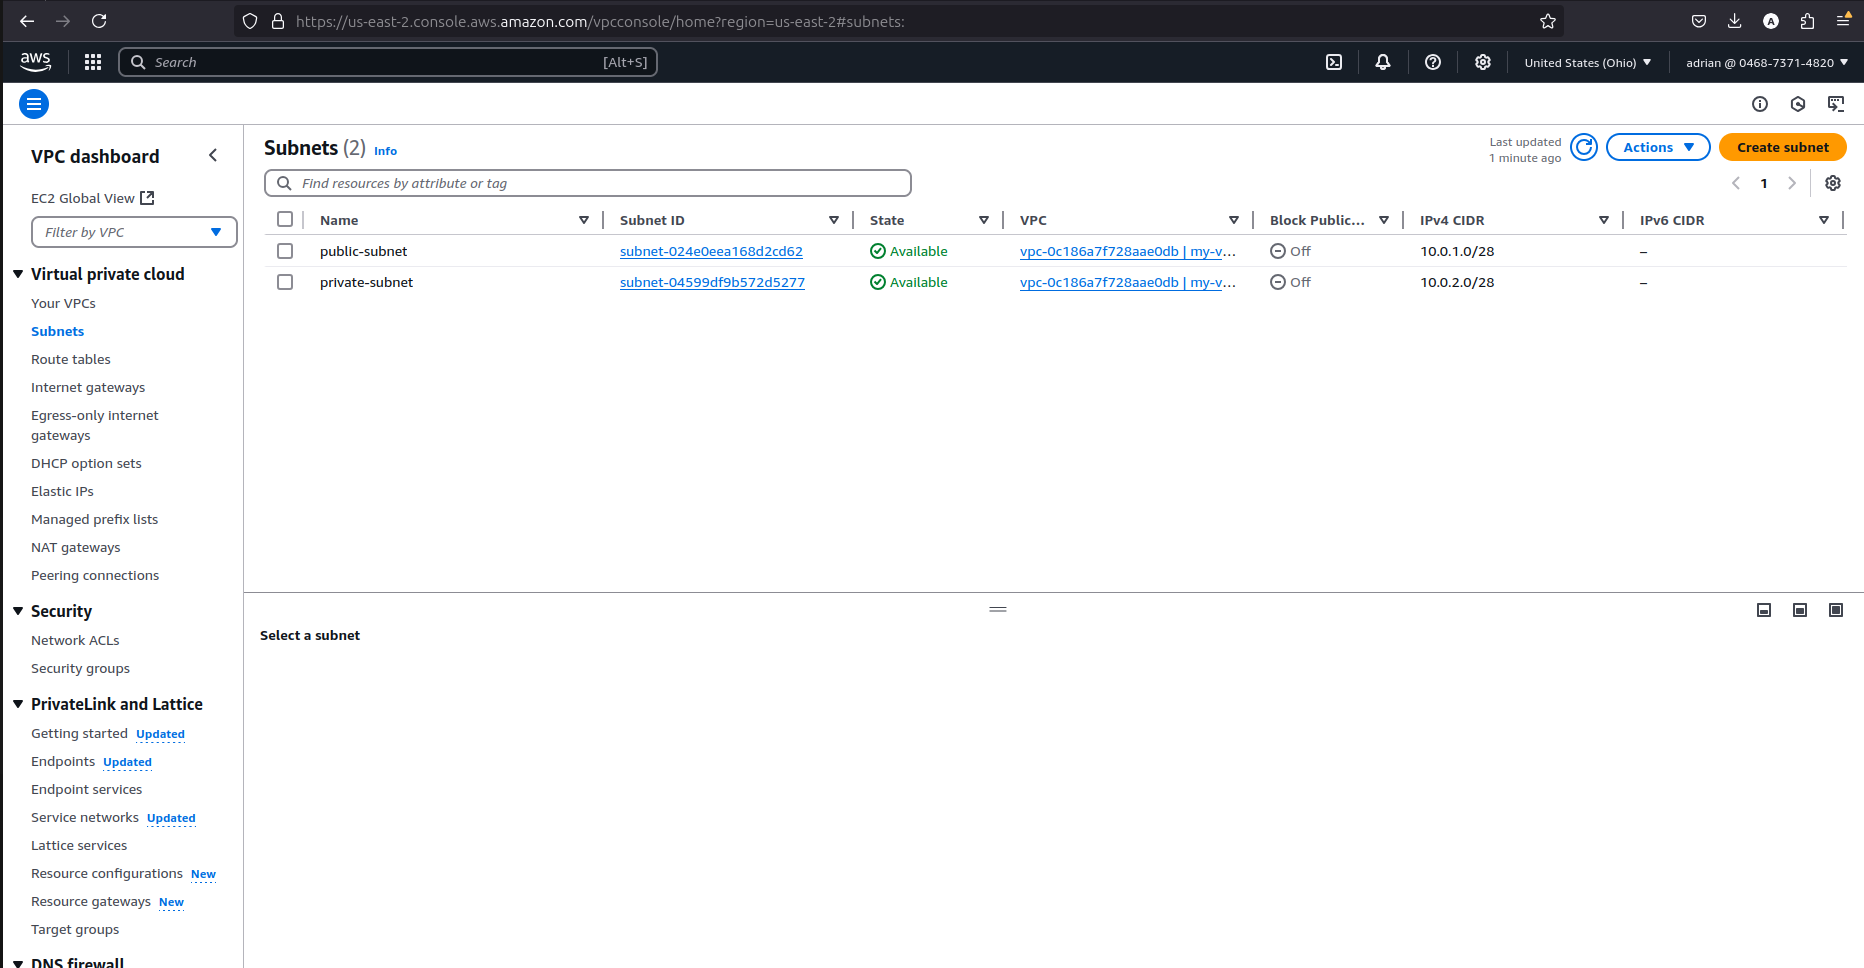 https://us-east-2.console.aws.amazon.com/vpcconsole/home?region=us-east-2#subnets:
A
aws
Search [Alt+S]
United States (Ohio)
adrian @ 0468-7371-4820
VPC dashboard
EC2 Global View
Filter by VPC
Virtual private cloud
Your VPCs
Subnets
Route tables
Internet gateways
Egress-only internet
gateways
DHCP option sets
Elastic IPs
Managed prefix lists
NAT gateways
Peering connections
Security
Network ACLs
Security groups
PrivateLink and Lattice
Getting started Updated
Endpoints Updated
Endpoint services
Service networks Updated
Lattice services
Resource configurations New
Resource gateways New
Target groups
DNS firewall
Subnets (2) Info
Last updated
1 minute ago
Actions
Create subnet
Find resources by attribute or tag
1
Name Subnet ID State VPC Block Public... IPv4 CIDR IPv6 CIDR
public-subnet subnet-024e0eea168d2cd62 Available vpc-0c186a7f728aae0db | my-v... Off 10.0.1.0/28 –
private-subnet subnet-04599df9b572d5277 Available vpc-0c186a7f728aae0db | my-v... Off 10.0.2.0/28 –
Select a subnet